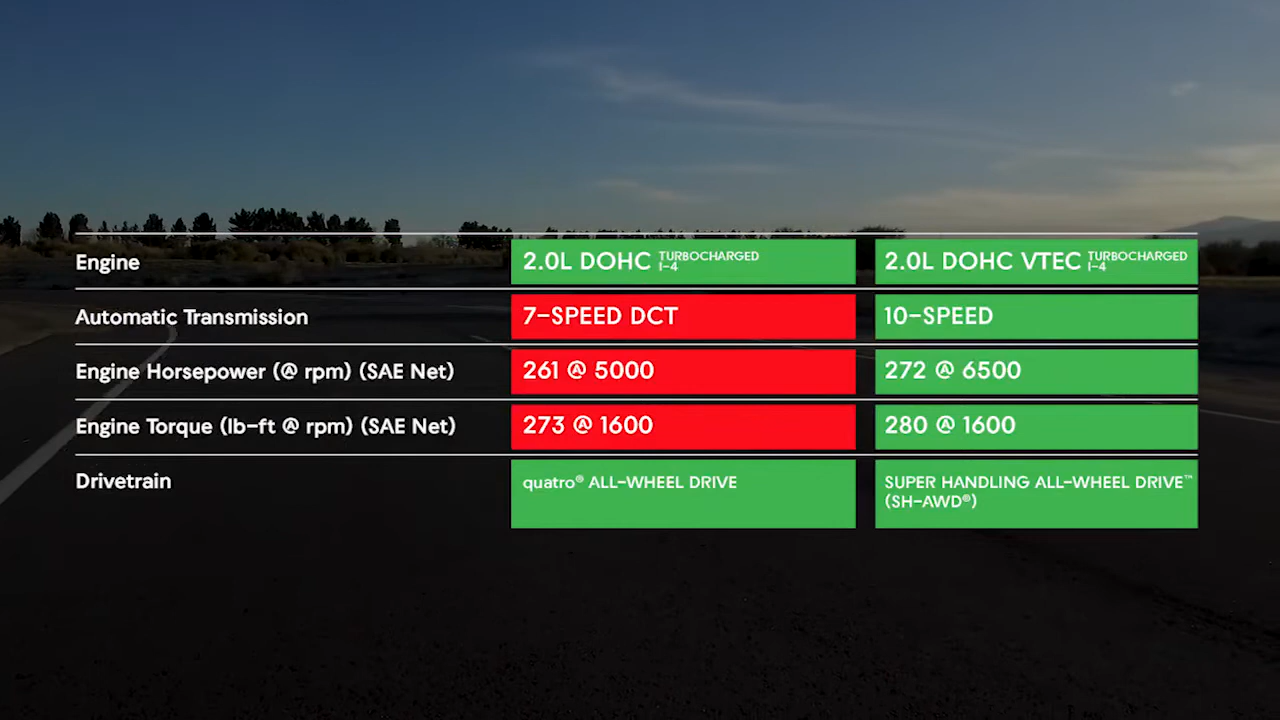 Engine 2.0L DOHC TURBOCHARGED I-4 2.0L DOHC VTEC TURBOCHARGED I-4
Automatic Transmission 7-SPEED DCT 10-SPEED
Engine Horsepower (@ rpm) (SAE Net) 261 @ 5000 272 @ 6500
Engine Torque (lb-ft @ rpm) (SAE Net) 273 @ 1600 280 @ 1600
Drivetrain quatro® ALL-WHEEL DRIVE SUPER HANDLING ALL-WHEEL DRIVE™
(SH-AWD®)